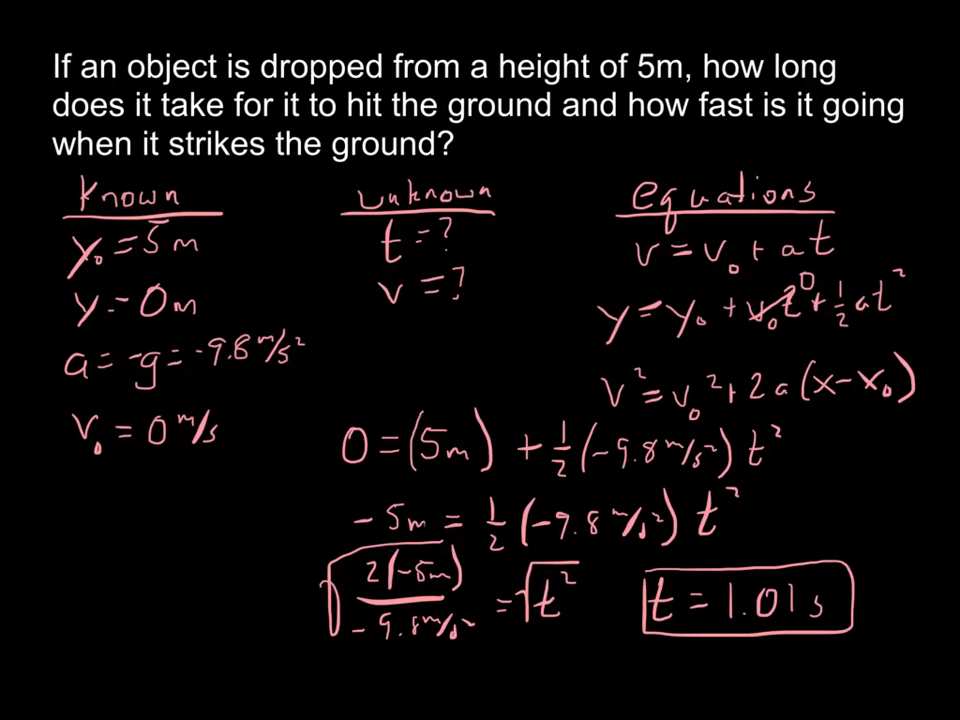 If an object is dropped from a height of 5m, how long
does it take for it to hit the ground and how fast is it going
when it strikes the ground?
Known
y₀ = 5m
y = 0m
a = -g = -9.8 m/s²
v₀ = 0 m/s
unknown
t = ?
v = ?
equations
v = v₀ + at
y = y₀ + v₀t⁰ + 1/2 at²
v² = v₀² + 2a(x - x₀)
0 = (5m) + 1/2 (-9.8 m/s²) t²
-5m = 1/2 (-9.8 m/s²) t²
√(2(-5m) / -9.8 m/s²) = √t²
t = 1.01s